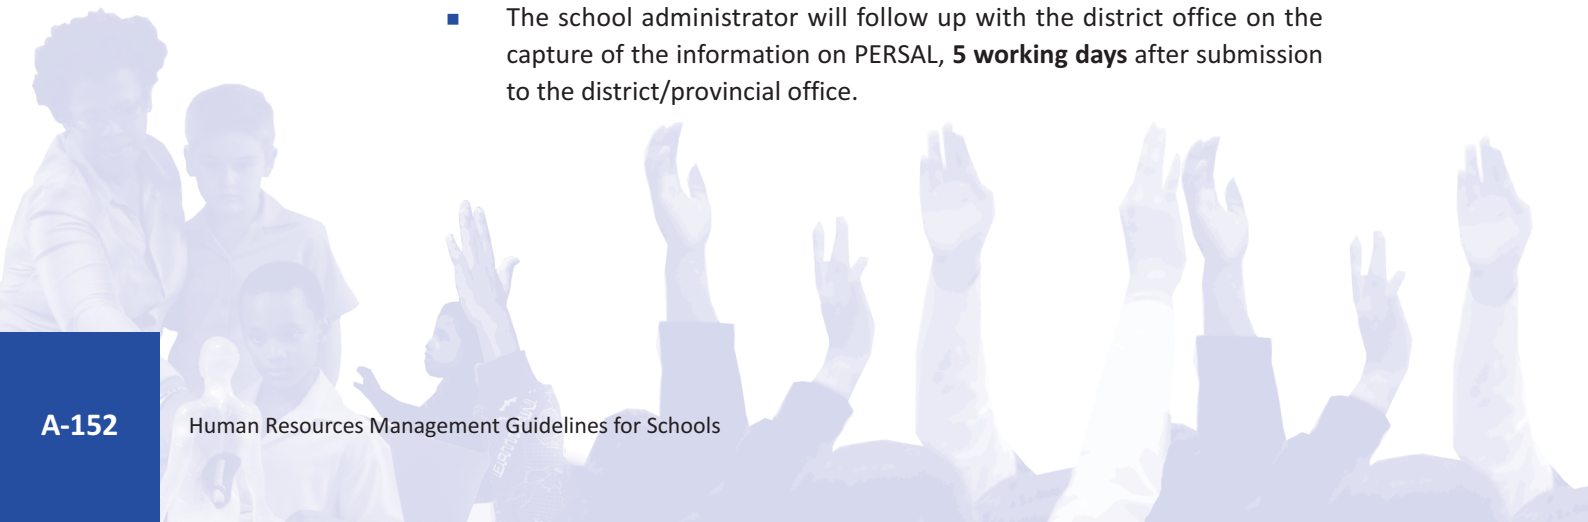 ■ The school administrator will follow up with the district office on the
capture of the information on PERSAL, 5 working days after submission
to the district/provincial office.
A-152
Human Resources Management Guidelines for Schools